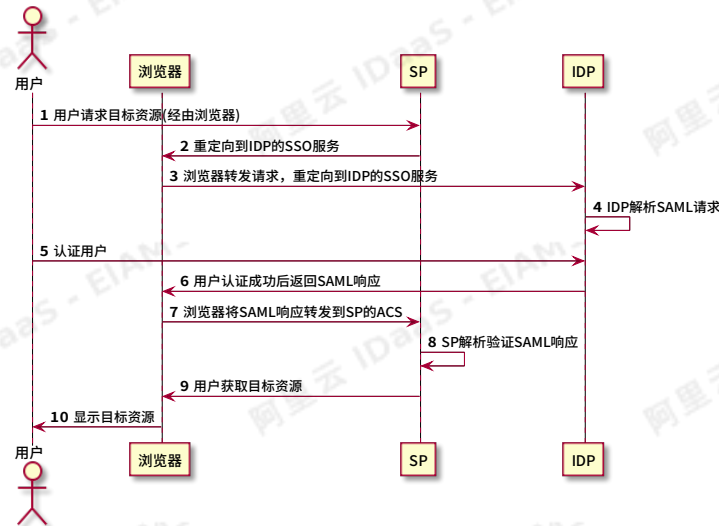 用户
浏览器
SP
IDP
1 用户请求目标资源(经由浏览器)
2 重定向到IDP的SSO服务
3 浏览器转发请求，重定向到IDP的SSO服务
4 IDP解析SAML请求
5 认证用户
6 用户认证成功后返回SAML响应
7 浏览器将SAML响应转发到SP的ACS
8 SP解析验证SAML响应
9 用户获取目标资源
10 显示目标资源
用户
浏览器
SP
IDP
阿里云 IDaaS - EIAM